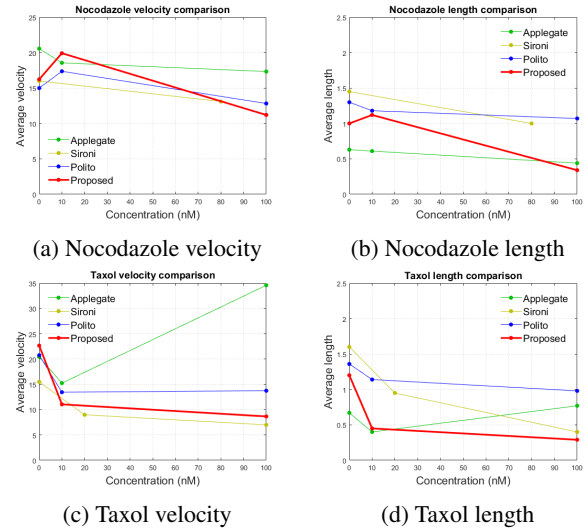 Nocodazole velocity comparison
25
20
15
10
5
0
Average velocity
Applegate
Sironi
Polito
Proposed
0 10 20 30 40 50 60 70 80 90 100
Concentration (nM)
(a) Nocodazole velocity
Nocodazole length comparison
2.5
2
1.5
1
0.5
0
Average length
Applegate
Sironi
Polito
Proposed
0 10 20 30 40 50 60 70 80 90 100
Concentration (nM)
(b) Nocodazole length
Taxol velocity comparison
35
30
25
20
15
10
5
0
Average velocity
Applegate
Sironi
Polito
Proposed
0 10 20 30 40 50 60 70 80 90 100
Concentration (nM)
(c) Taxol velocity
Taxol length comparison
2.5
2
1.5
1
0.5
0
Average length
Applegate
Sironi
Polito
Proposed
0 10 20 30 40 50 60 70 80 90 100
Concentration (nM)
(d) Taxol length